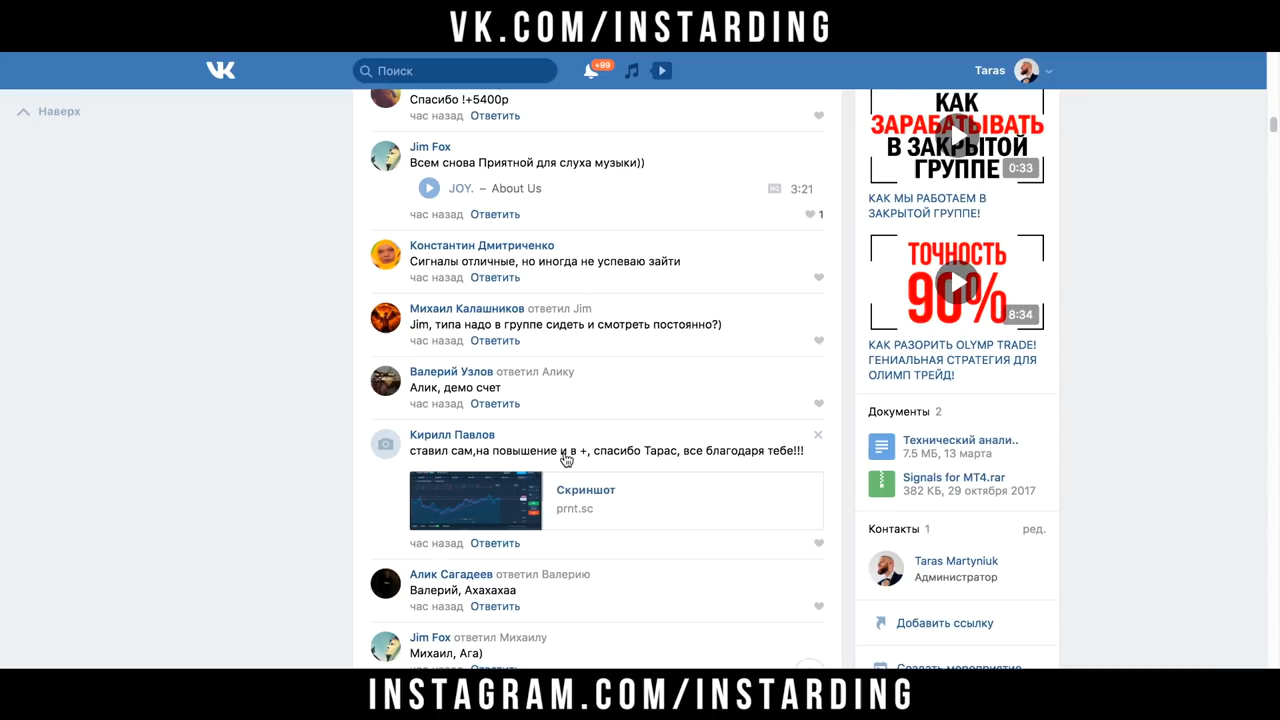 VK.COM/INSTARDING
Поиск
+99
Taras
Наверх
Спасибо !+5400р
час назад Ответить
Jim Fox
Всем снова Приятной для слуха музыки))
JOY. – About Us
HQ 3:21
час назад Ответить
1
Константин Дмитриченко
Сигналы отличные, но иногда не успеваю зайти
час назад Ответить
Михаил Калашников ответил Jim
Jim, типа надо в группе сидеть и смотреть постоянно?)
час назад Ответить
Валерий Узлов ответил Алику
Алик, демо счет
час назад Ответить
Кирилл Павлов
ставил сам,на повышение и в +, спасибо Тарас, все благодаря тебе!!!
Скриншот
prnt.sc
час назад Ответить
Алик Сагадеев ответил Валерию
Валерий, Ахахахаа
час назад Ответить
Jim Fox ответил Михаилу
Михаил, Ага)
час назад Ответить
КАК
ЗАРАБАТЫВАТЬ
В ЗАКРЫТОЙ
ГРУППЕ
0:33
КАК МЫ РАБОТАЕМ В
ЗАКРЫТОЙ ГРУППЕ!
ТОЧНОСТЬ
90%
8:34
КАК РАЗОРИТЬ OLYMP TRADE!
ГЕНИАЛЬНАЯ СТРАТЕГИЯ ДЛЯ
ОЛИМП ТРЕЙД!
Документы 2
Технический анали..
7.5 МБ, 13 марта
Signals for MT4.rar
382 КБ, 29 октября 2017
Контакты 1 ред.
Taras Martyniuk
Администратор
Добавить ссылку
Создать мероприятие
INSTAGRAM.COM/INSTARDING